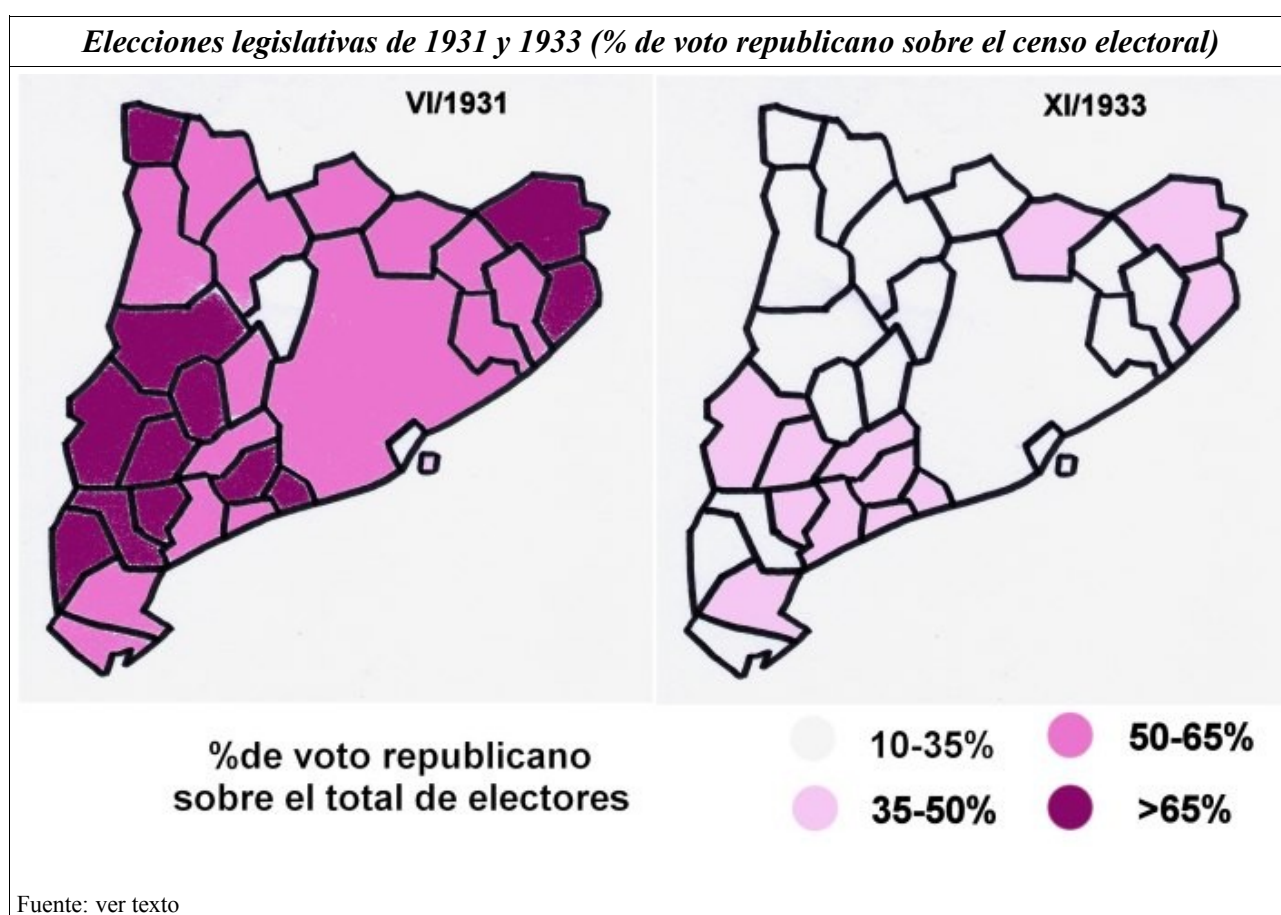 Elecciones legislativas de 1931 y 1933 (% de voto republicano sobre el censo electoral)
VI/1931
XI/1933
%de voto republicano
sobre el total de electores
10-35%
50-65%
35-50%
>65%
Fuente: ver texto